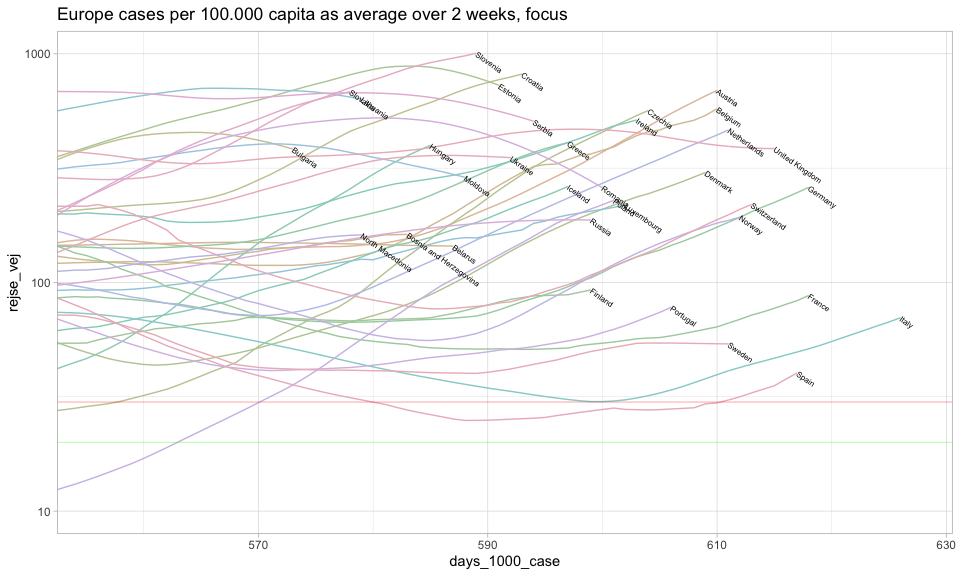 Europe cases per 100.000 capita as average over 2 weeks, focus
1000
Slovenia
Croatia
Estonia
Austria
Belgium
Czechia
Ireland
Serbia
Netherlands
United Kingdom
Greece
Hungary
Bulgaria
Ukraine
Moldova
Denmark
Iceland
Romania
Luxembourg
Germany
Switzerland
Norway
Russia
North Macedonia
Bosnia and Herzegovina
Belarus
100
Finland
Portugal
France
Italy
Sweden
Spain
10
rejse_vej
570
590
610
630
days_1000_case